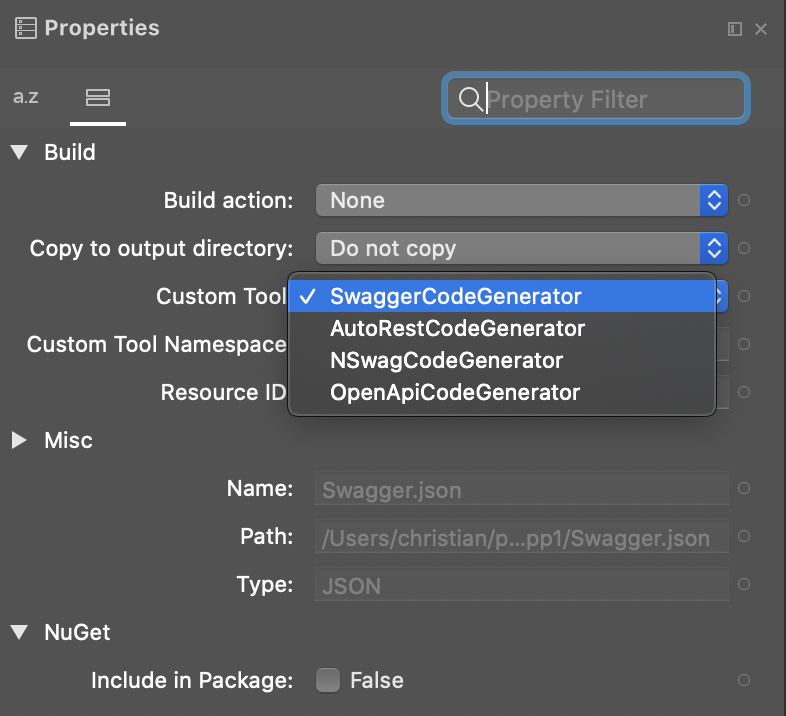 Properties
a.z
Property Filter
Build
Build action: None
Copy to output directory: Do not copy
Custom Tool ✓ SwaggerCodeGenerator
AutoRestCodeGenerator
Custom Tool Namespace NSwagCodeGenerator
Resource ID OpenApiCodeGenerator
Misc
Name: Swagger.json
Path: /Users/christian/p...pp1/Swagger.json
Type: JSON
NuGet
Include in Package: False